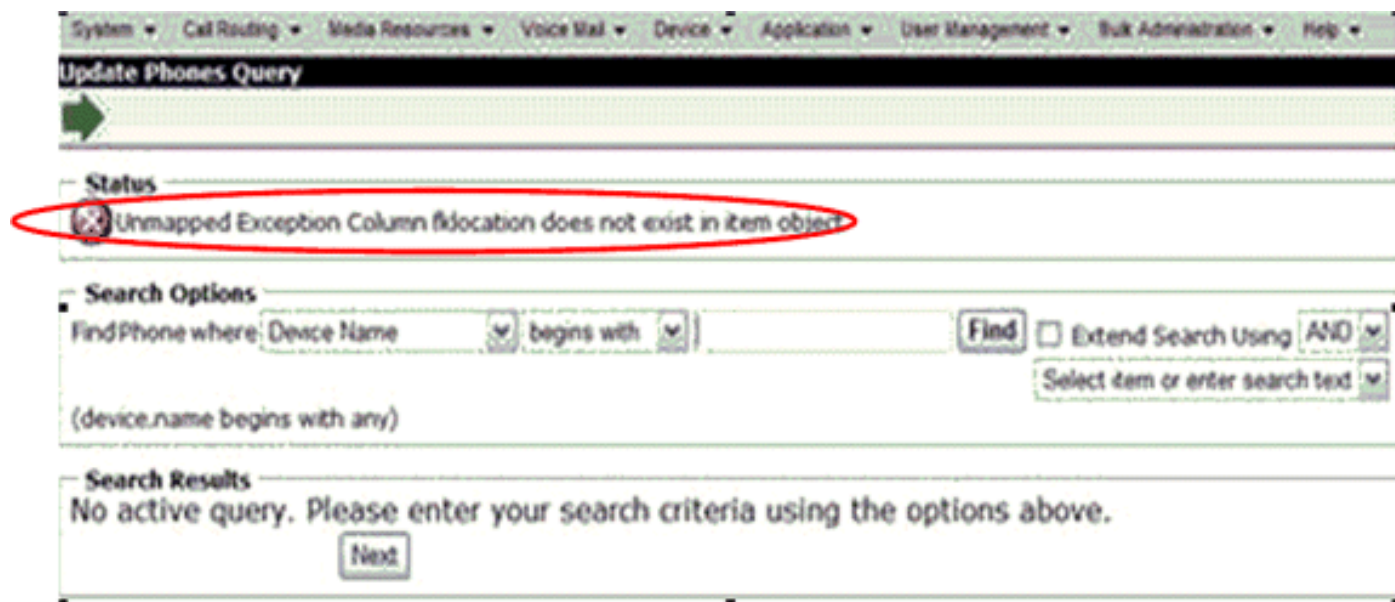 System Call Routing Media Resources Voice Mail Device Application User Management Bulk Administration Help
Update Phones Query
Status
Unmapped Exception Column fklocation does not exist in item object
Search Options
Find Phone where Device Name begins with Find Extend Search Using AND
Select item or enter search text
(device.name begins with any)
Search Results
No active query. Please enter your search criteria using the options above.
Next